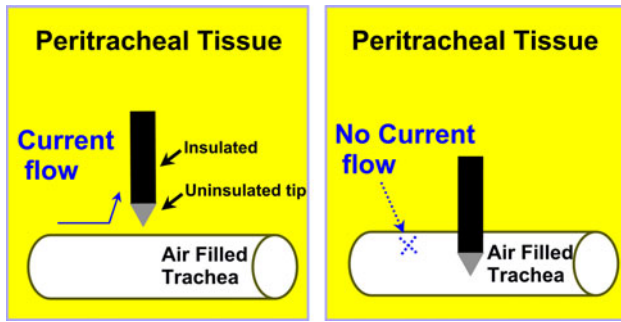 Peritracheal Tissue
Current
flow
Insulated
Uninsulated tip
Air Filled
Trachea
Peritracheal Tissue
No Current
flow
Air Filled
Trachea